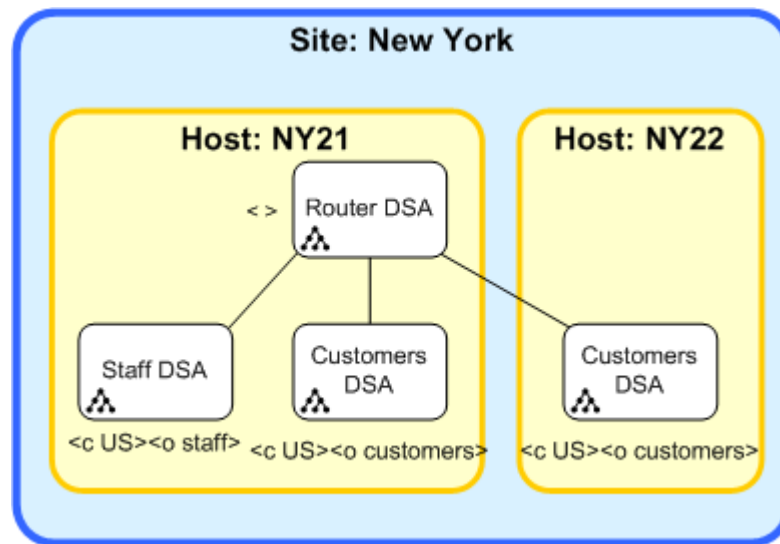 Site: New York
Host: NY21
Host: NY22
< >
Router DSA
Staff DSA
Customers
DSA
Customers
DSA
<c US><o staff>
<c US><o customers>
<c US><o customers>